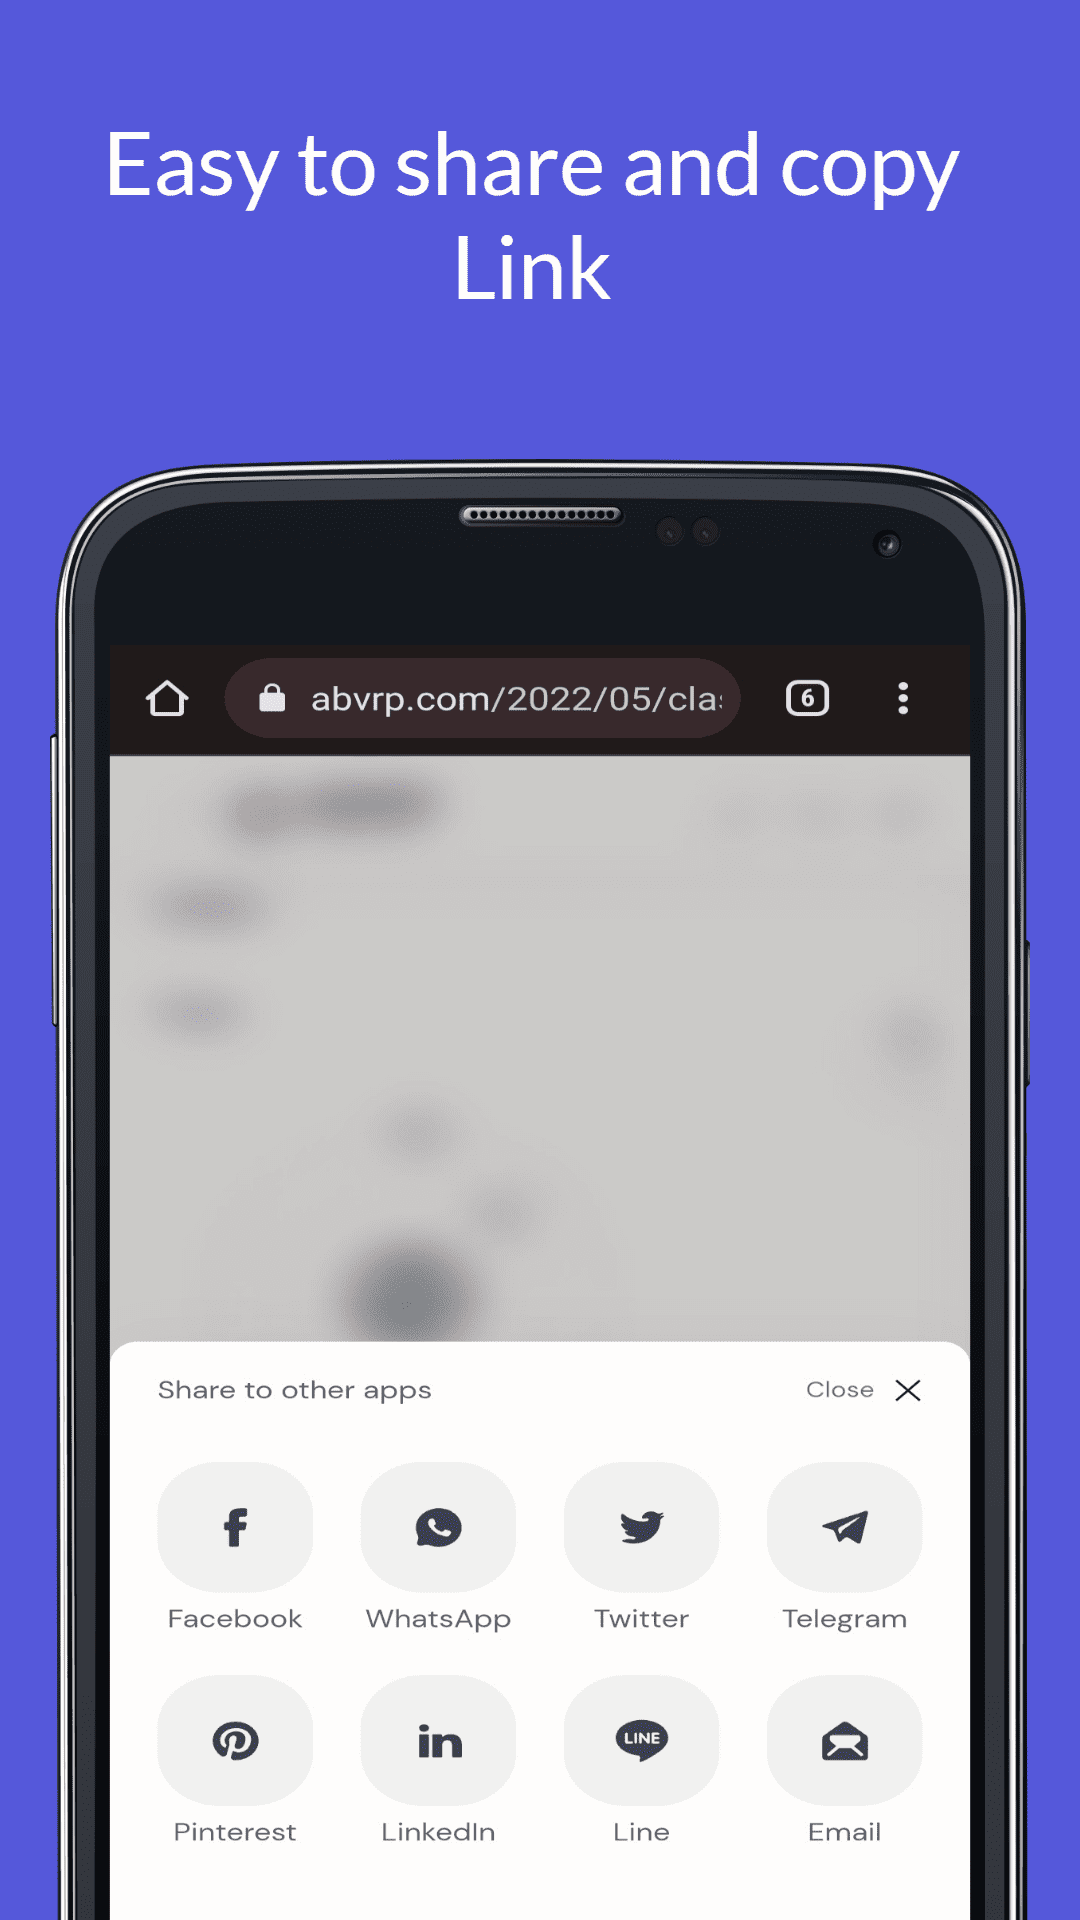 Easy to share and copy
Link
abvrp.com/2022/05/cla
6
Share to other apps
Close
Facebook
WhatsApp
Twitter
Telegram
LINE
Pinterest
LinkedIn
Line
Email